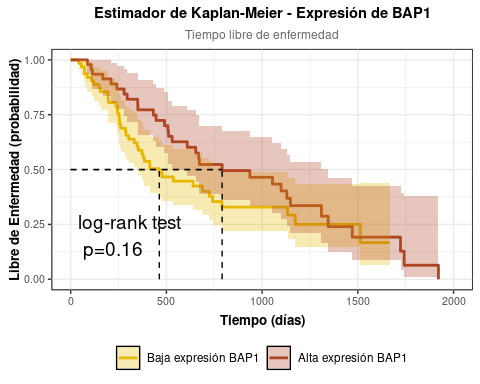 Estimador de Kaplan-Meier - Expresión de BAP1
Tiempo libre de enfermedad
Libre de Enfermedad (probabilidad)
1.00
0.75
0.50
0.25
0.00
log-rank test
p=0.16
0
500
1000
1500
2000
Tiempo (días)
Baja expresión BAP1
Alta expresión BAP1